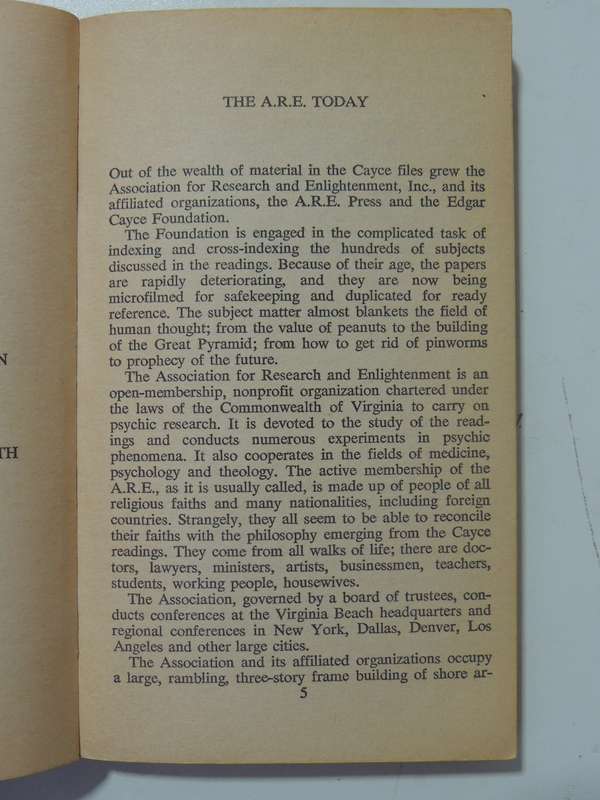 N
TH
THE A.R.E. TODAY
Out of the wealth of material in the Cayce files grew the
Association for Research and Enlightenment, Inc., and its
affiliated organizations, the A.R.E. Press and the Edgar
Cayce Foundation.
The Foundation is engaged in the complicated task of
indexing and cross-indexing the hundreds of subjects
discussed in the readings. Because of their age, the papers
are rapidly deteriorating, and they are now being
microfilmed for safekeeping and duplicated for ready
reference. The subject matter almost blankets the field of
human thought; from the value of peanuts to the building
of the Great Pyramid; from how to get rid of pinworms
to prophecy of the future.
The Association for Research and Enlightenment is an
open-membership, nonprofit organization chartered under
the laws of the Commonwealth of Virginia to carry on
psychic research. It is devoted to the study of the read-
ings and conducts numerous experiments in psychic
phenomena. It also cooperates in the fields of medicine,
psychology and theology. The active membership of the
A.R.E., as it is usually called, is made up of people of all
religious faiths and many nationalities, including foreign
countries. Strangely, they all seem to be able to reconcile
their faiths with the philosophy emerging from the Cayce
readings. They come from all walks of life; there are doc-
tors, lawyers, ministers, artists, businessmen, teachers,
students, working people, housewives.
The Association, governed by a board of trustees, con-
ducts conferences at the Virginia Beach headquarters and
regional conferences in New York, Dallas, Denver, Los
Angeles and other large cities.
The Association and its affiliated organizations occupy
a large, rambling, three-story frame building of shore ar-
5